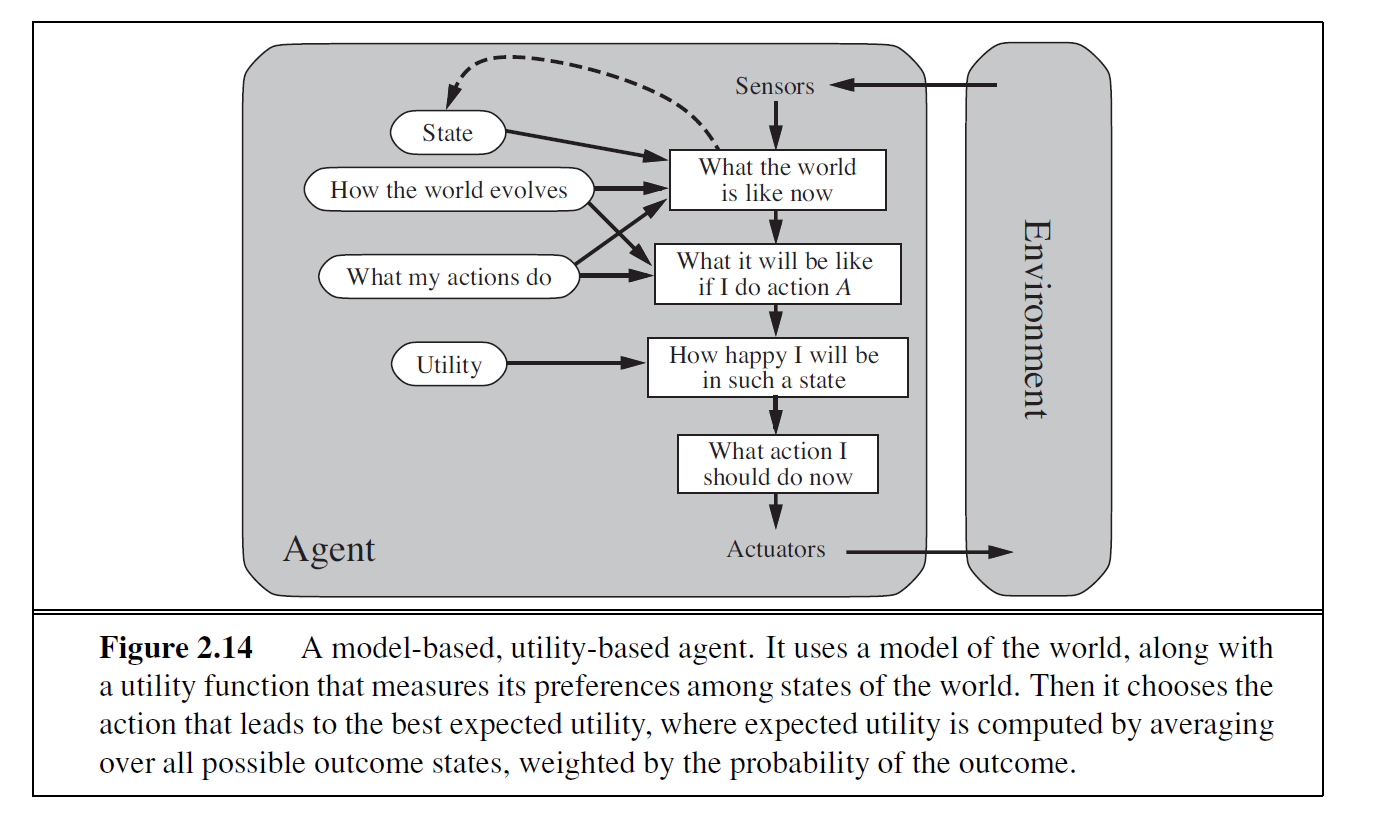 Sensors
State
What the world
is like now
How the world evolves
What it will be like
if I do action A
What my actions do
How happy I will be
in such a state
Utility
What action I
should do now
Agent
Actuators
Environment
Figure 2.14 A model-based, utility-based agent. It uses a model of the world, along with
a utility function that measures its preferences among states of the world. Then it chooses the
action that leads to the best expected utility, where expected utility is computed by averaging
over all possible outcome states, weighted by the probability of the outcome.